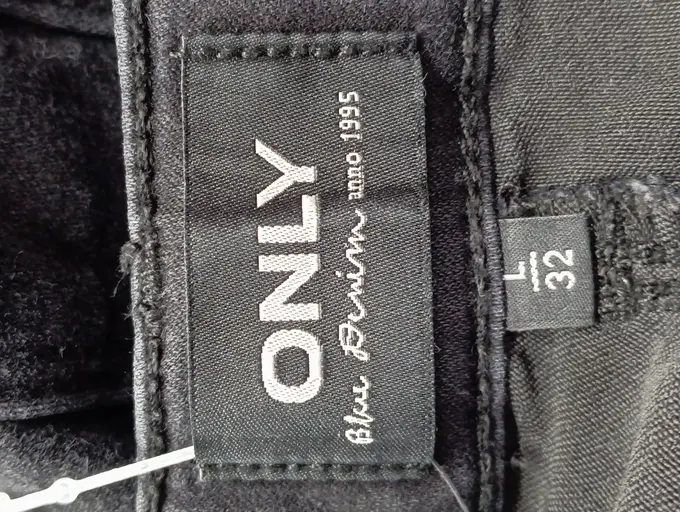 ONLY
Blue Denim anno 1995
L
32